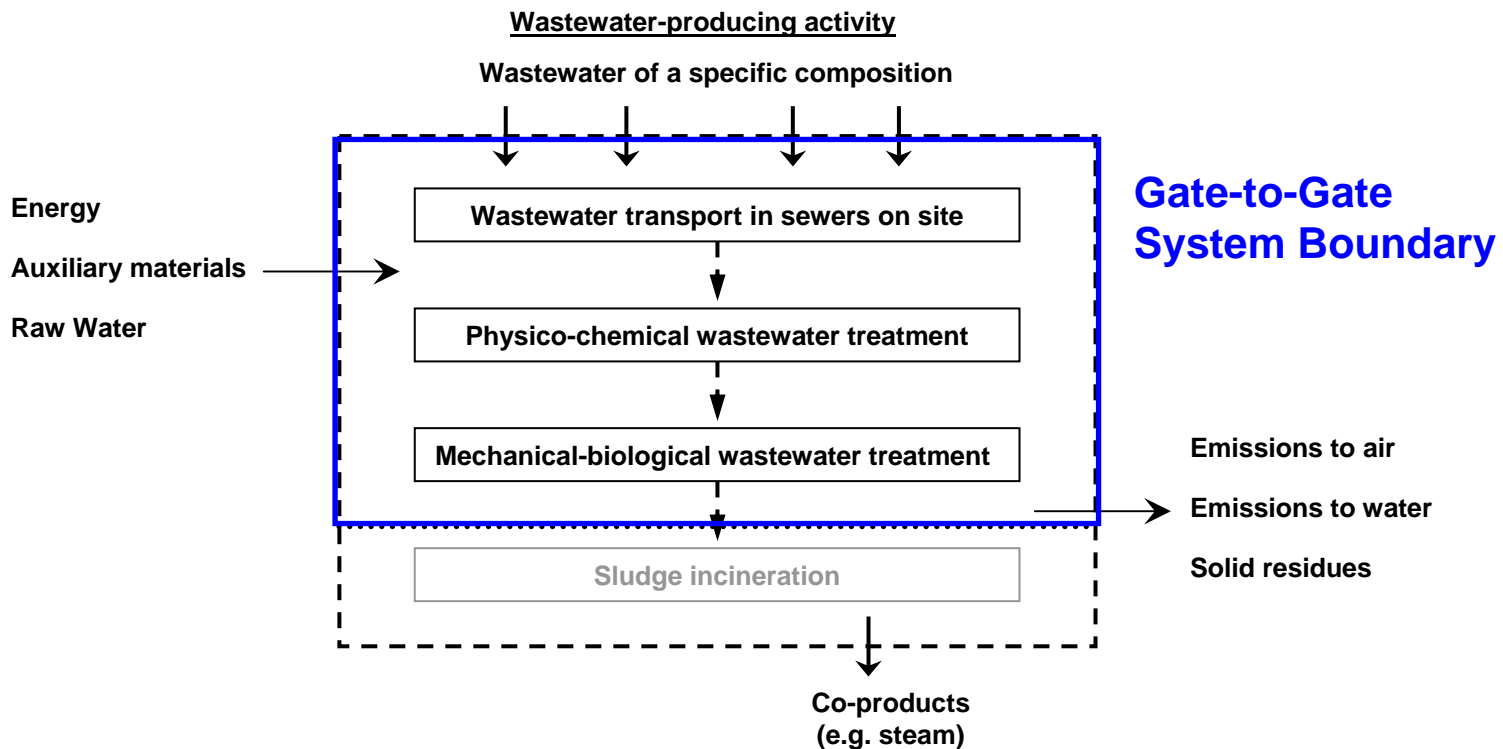 Wastewater-producing activity
Wastewater of a specific composition
Energy
Auxiliary materials
Raw Water
Wastewater transport in sewers on site
Physico-chemical wastewater treatment
Mechanical-biological wastewater treatment
Sludge incineration
Gate-to-Gate
System Boundary
Emissions to air
Emissions to water
Solid residues
Co-products
(e.g. steam)